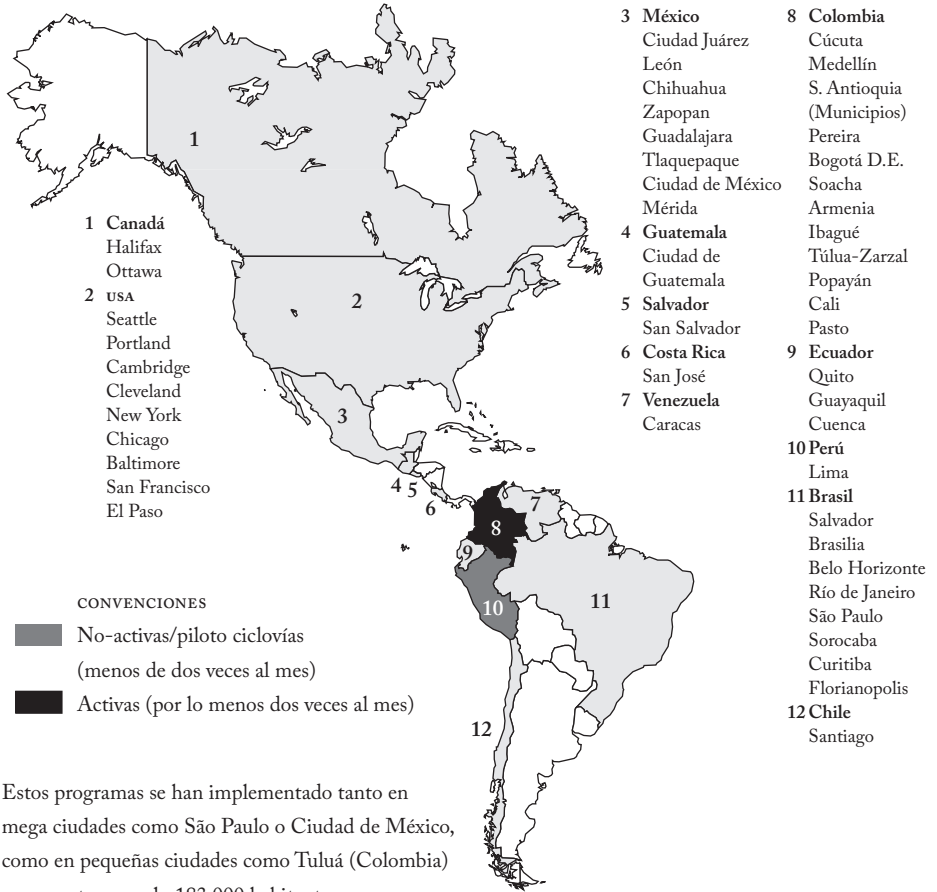 1 Canadá
Halifax
Ottawa
2 USA
Seattle
Portland
Cambridge
Cleveland
New York
Chicago
Baltimore
San Francisco
El Paso
3 México
Ciudad Juárez
León
Chihuahua
Zapopan
Guadalajara
Tlaquepaque
Ciudad de México
Mérida
4 Guatemala
Ciudad de
Guatemala
5 Salvador
San Salvador
6 Costa Rica
San José
7 Venezuela
Caracas
8 Colombia
Cúcuta
Medellín
S. Antioquia
(Municipios)
Pereira
Bogotá D.E.
Soacha
Armenia
Ibagué
Túlua-Zarzal
Popayán
Cali
Pasto
9 Ecuador
Quito
Guayaquil
Cuenca
10 Perú
Lima
11 Brasil
Salvador
Brasilia
Belo Horizonte
Río de Janeiro
São Paulo
Sorocaba
Curitiba
Florianopolis
12 Chile
Santiago
1
2
3
4
5
6
7
8
9
10
11
12
CONVENCIONES
No-activas/piloto ciclovías
(menos de dos veces al mes)
Activas (por lo menos dos veces al mes)
Estos programas se han implementado tanto en
mega ciudades como São Paulo o Ciudad de México,
como en pequeñas ciudades como Tuluá (Colombia)